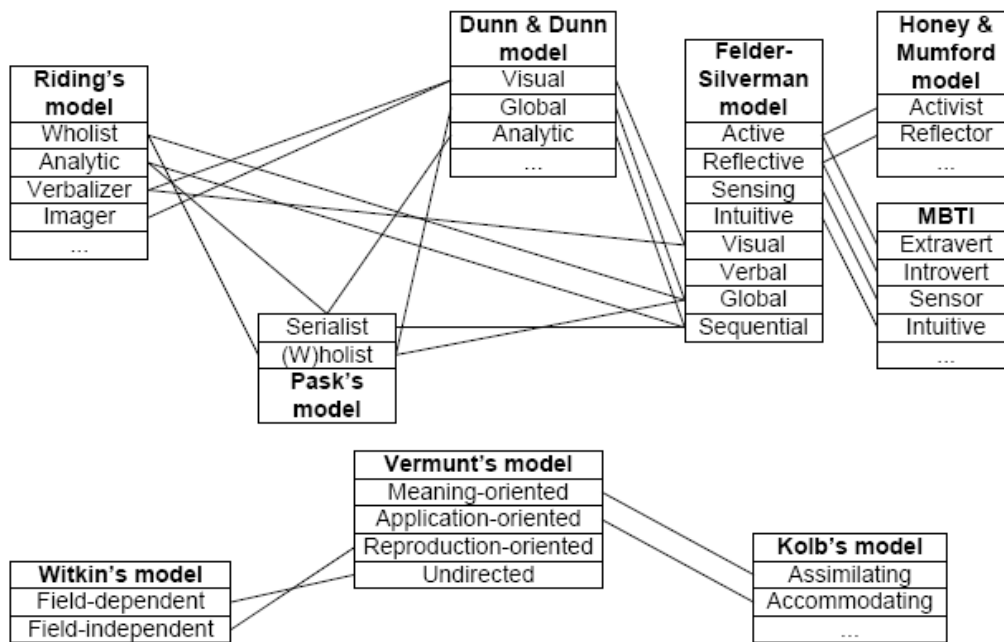 Riding's
model
Wholist
Analytic
Verbalizer
Imager
...
Dunn & Dunn
model
Visual
Global
Analytic
...
Felder-
Silverman
model
Active
Reflective
Sensing
Intuitive
Visual
Verbal
Global
Sequential
Honey &
Mumford
model
Activist
Reflector
...
MBTI
Extravert
Introvert
Sensor
Intuitive
...
Serialist
(W)holist
Pask's
model
Vermunt's model
Meaning-oriented
Application-oriented
Reproduction-oriented
Undirected
Witkin's model
Field-dependent
Field-independent
Kolb's model
Assimilating
Accommodating
...